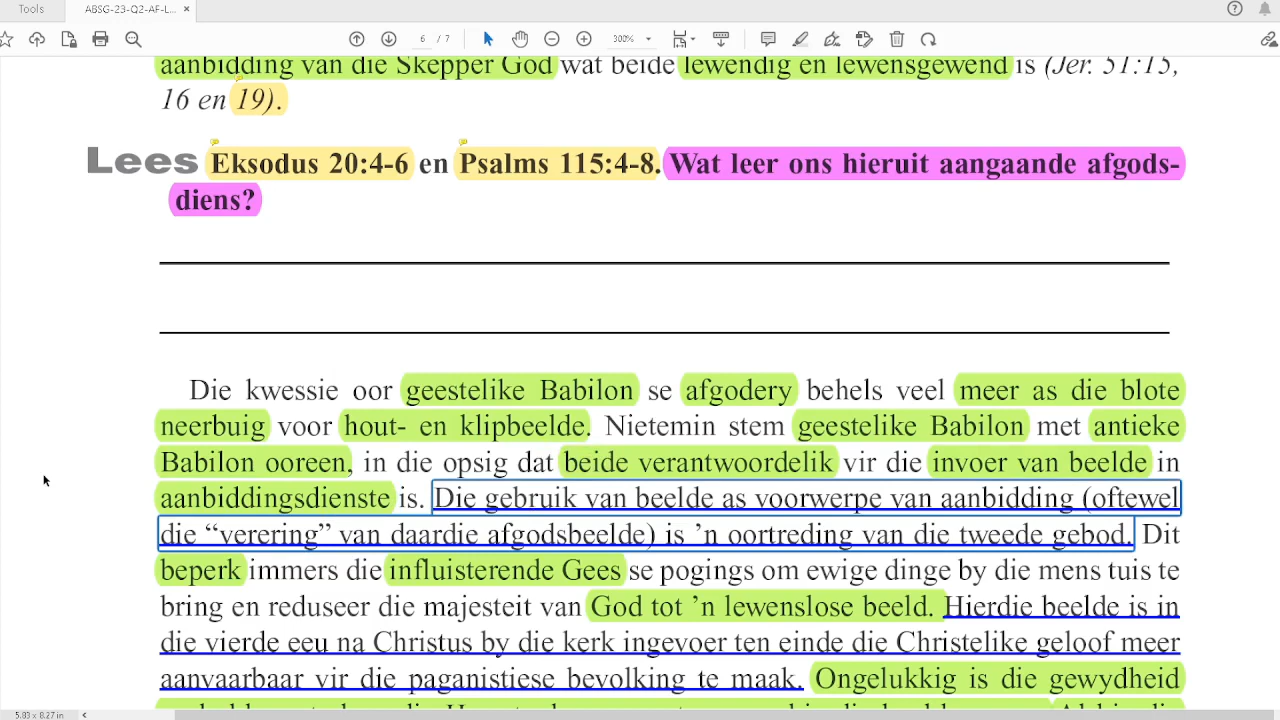 Tools
ABSG-23-Q2-AF-L... ×
6 / 7
300%
aanbidding van die Skepper God wat beide lewendig en lewensgewend is (Jer. 51:15,
16 en 19).
Lees Eksodus 20:4-6 en Psalms 115:4-8. Wat leer ons hieruit aangaande afgods-
diens?
Die kwessie oor geestelike Babilon se afgodery behels veel meer as die blote
neerbuig voor hout- en klipbeelde. Nietemin stem geestelike Babilon met antieke
Babilon ooreen, in die opsig dat beide verantwoordelik vir die invoer van beelde in
aanbiddingsdienste is. Die gebruik van beelde as voorwerpe van aanbidding (oftewel
die “verering” van daardie afgodsbeelde) is ’n oortreding van die tweede gebod. Dit
beperk immers die influisterende Gees se pogings om ewige dinge by die mens tuis te
bring en reduseer die majesteit van God tot ’n lewenslose beeld. Hierdie beelde is in
die vierde eeu na Christus by die kerk ingevoer ten einde die Christelike geloof meer
aanvaarbaar vir die paganistiese bevolking te maak. Ongelukkig is die gewydheid
5.83 x 8.27 in